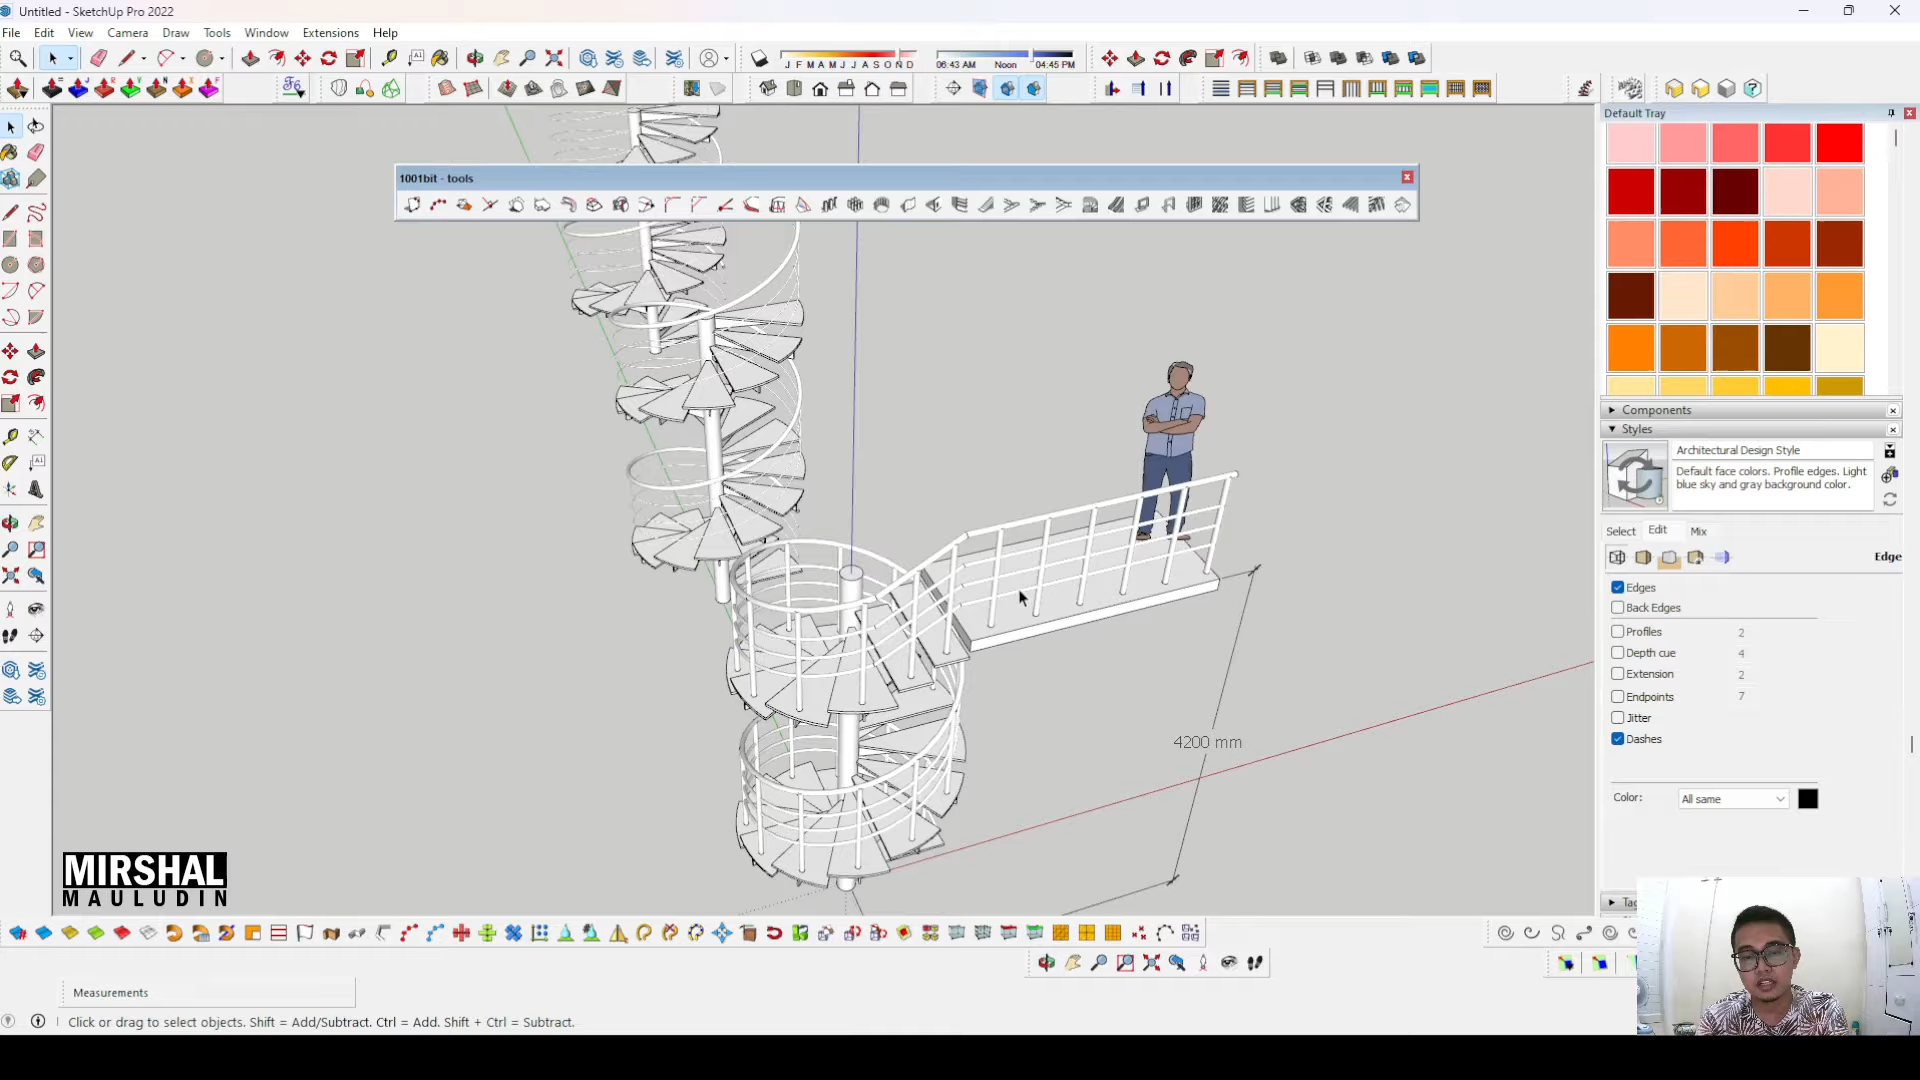 Untitled - SketchUp Pro 2022
File Edit View Camera Draw Tools Window Extensions Help
J F M A M J J A S O N D
06:43 AM Noon 04:45 PM
Default Tray
1001bit - tools
Components
Styles
Architectural Design Style
Default face colors. Profile edges. Light
blue sky and gray background color.
Select Edit Mix
Edge
Edges
Back Edges
Profiles 2
Depth cue 4
Extension 2
Endpoints 7
Jitter
Dashes
Color: All same
4200 mm
MIRSHAL
MAULUDIN
Measurements
Click or drag to select objects. Shift = Add/Subtract. Ctrl = Add. Shift + Ctrl = Subtract.